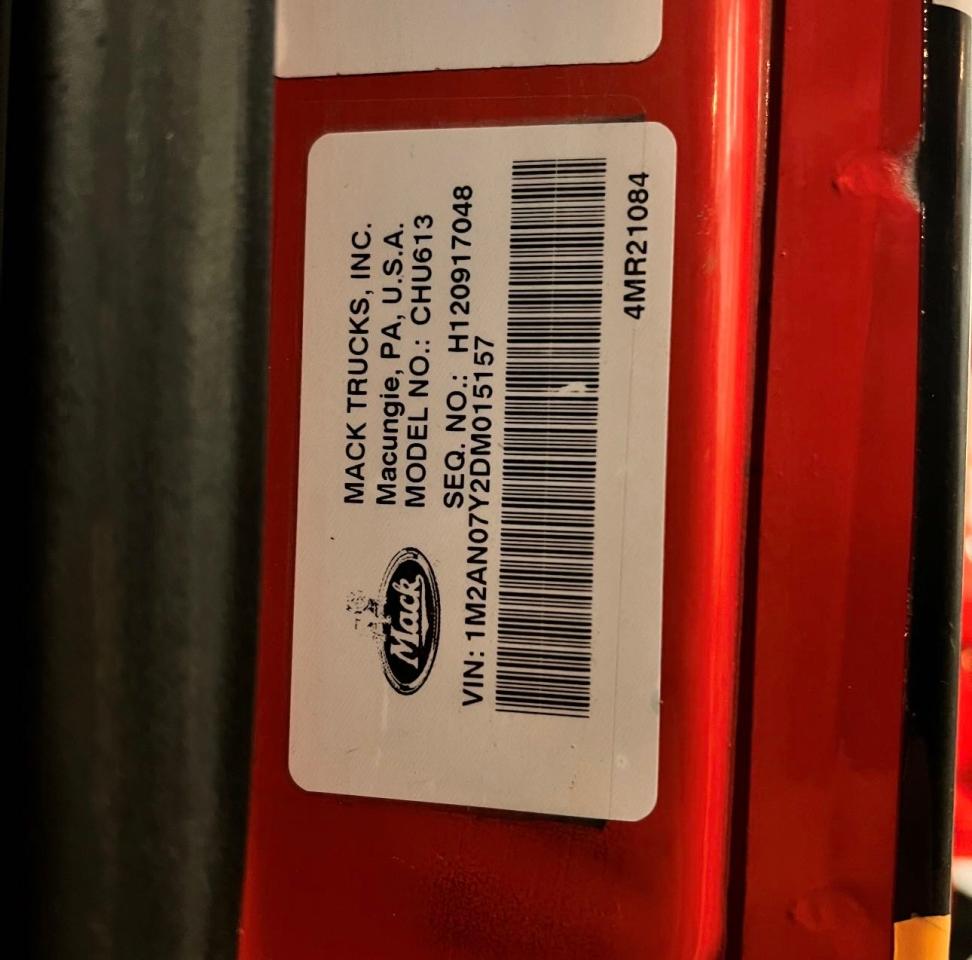 MACK TRUCKS, INC.
Macungie, PA, U.S.A.
MODEL NO.: CHU613
SEQ. NO.: H120917048
Mack
VIN: 1M2AN07Y2DM015157
4MR21084